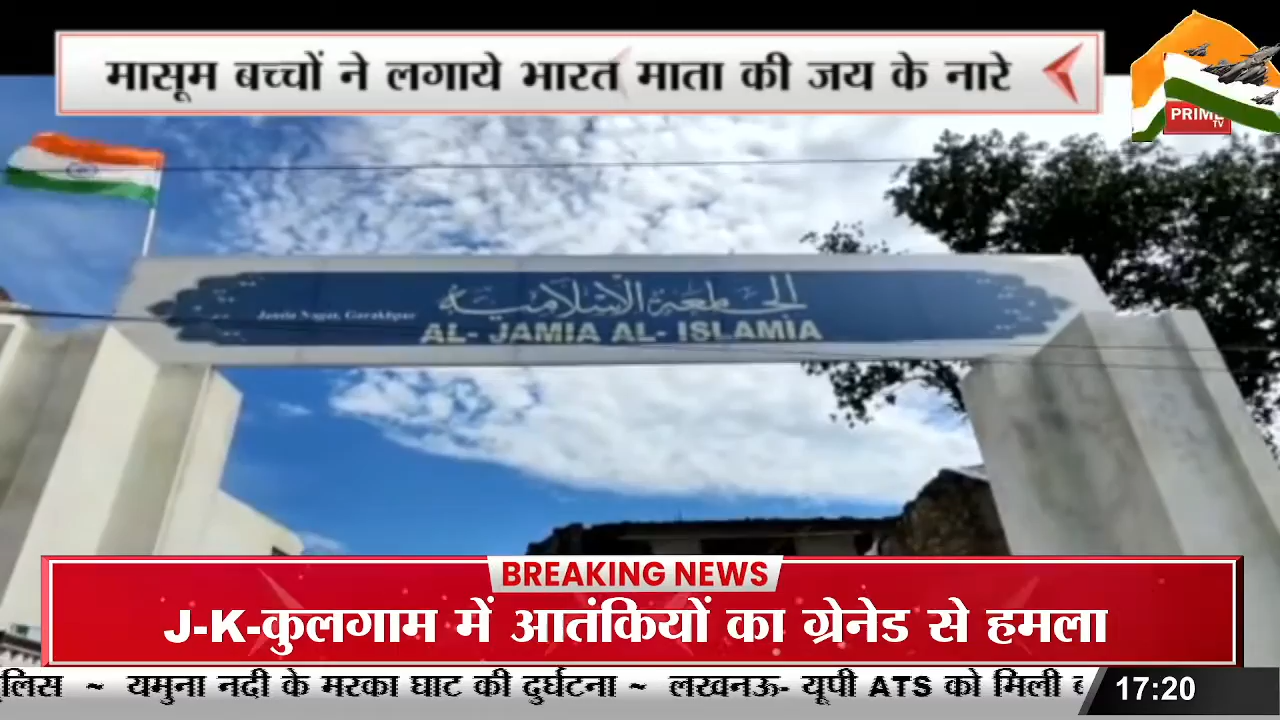 मासूम बच्चों ने लगाये भारत माता की जय के नारे
PRIME
TV
الجامعة الإسلامية
Jamia Nagar, Gorakhpur
AL- JAMIA AL- ISLAMIA
BREAKING NEWS
J-K-कुलगाम में आतंकियों का ग्रेनेड से हमला
लिस ~ यमुना नदी के मरका घाट की दुर्घटना ~ लखनऊ- यूपी ATS को मिली
17:20